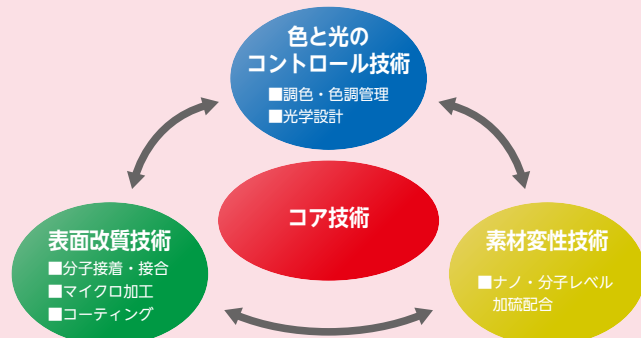 色と光の
コントロール技術
■調色・色調管理
■光学設計
コア技術
表面改質技術
■分子接着・接合
■マイクロ加工
■コーティング
素材変性技術
■ナノ・分子レベル
加硫配合